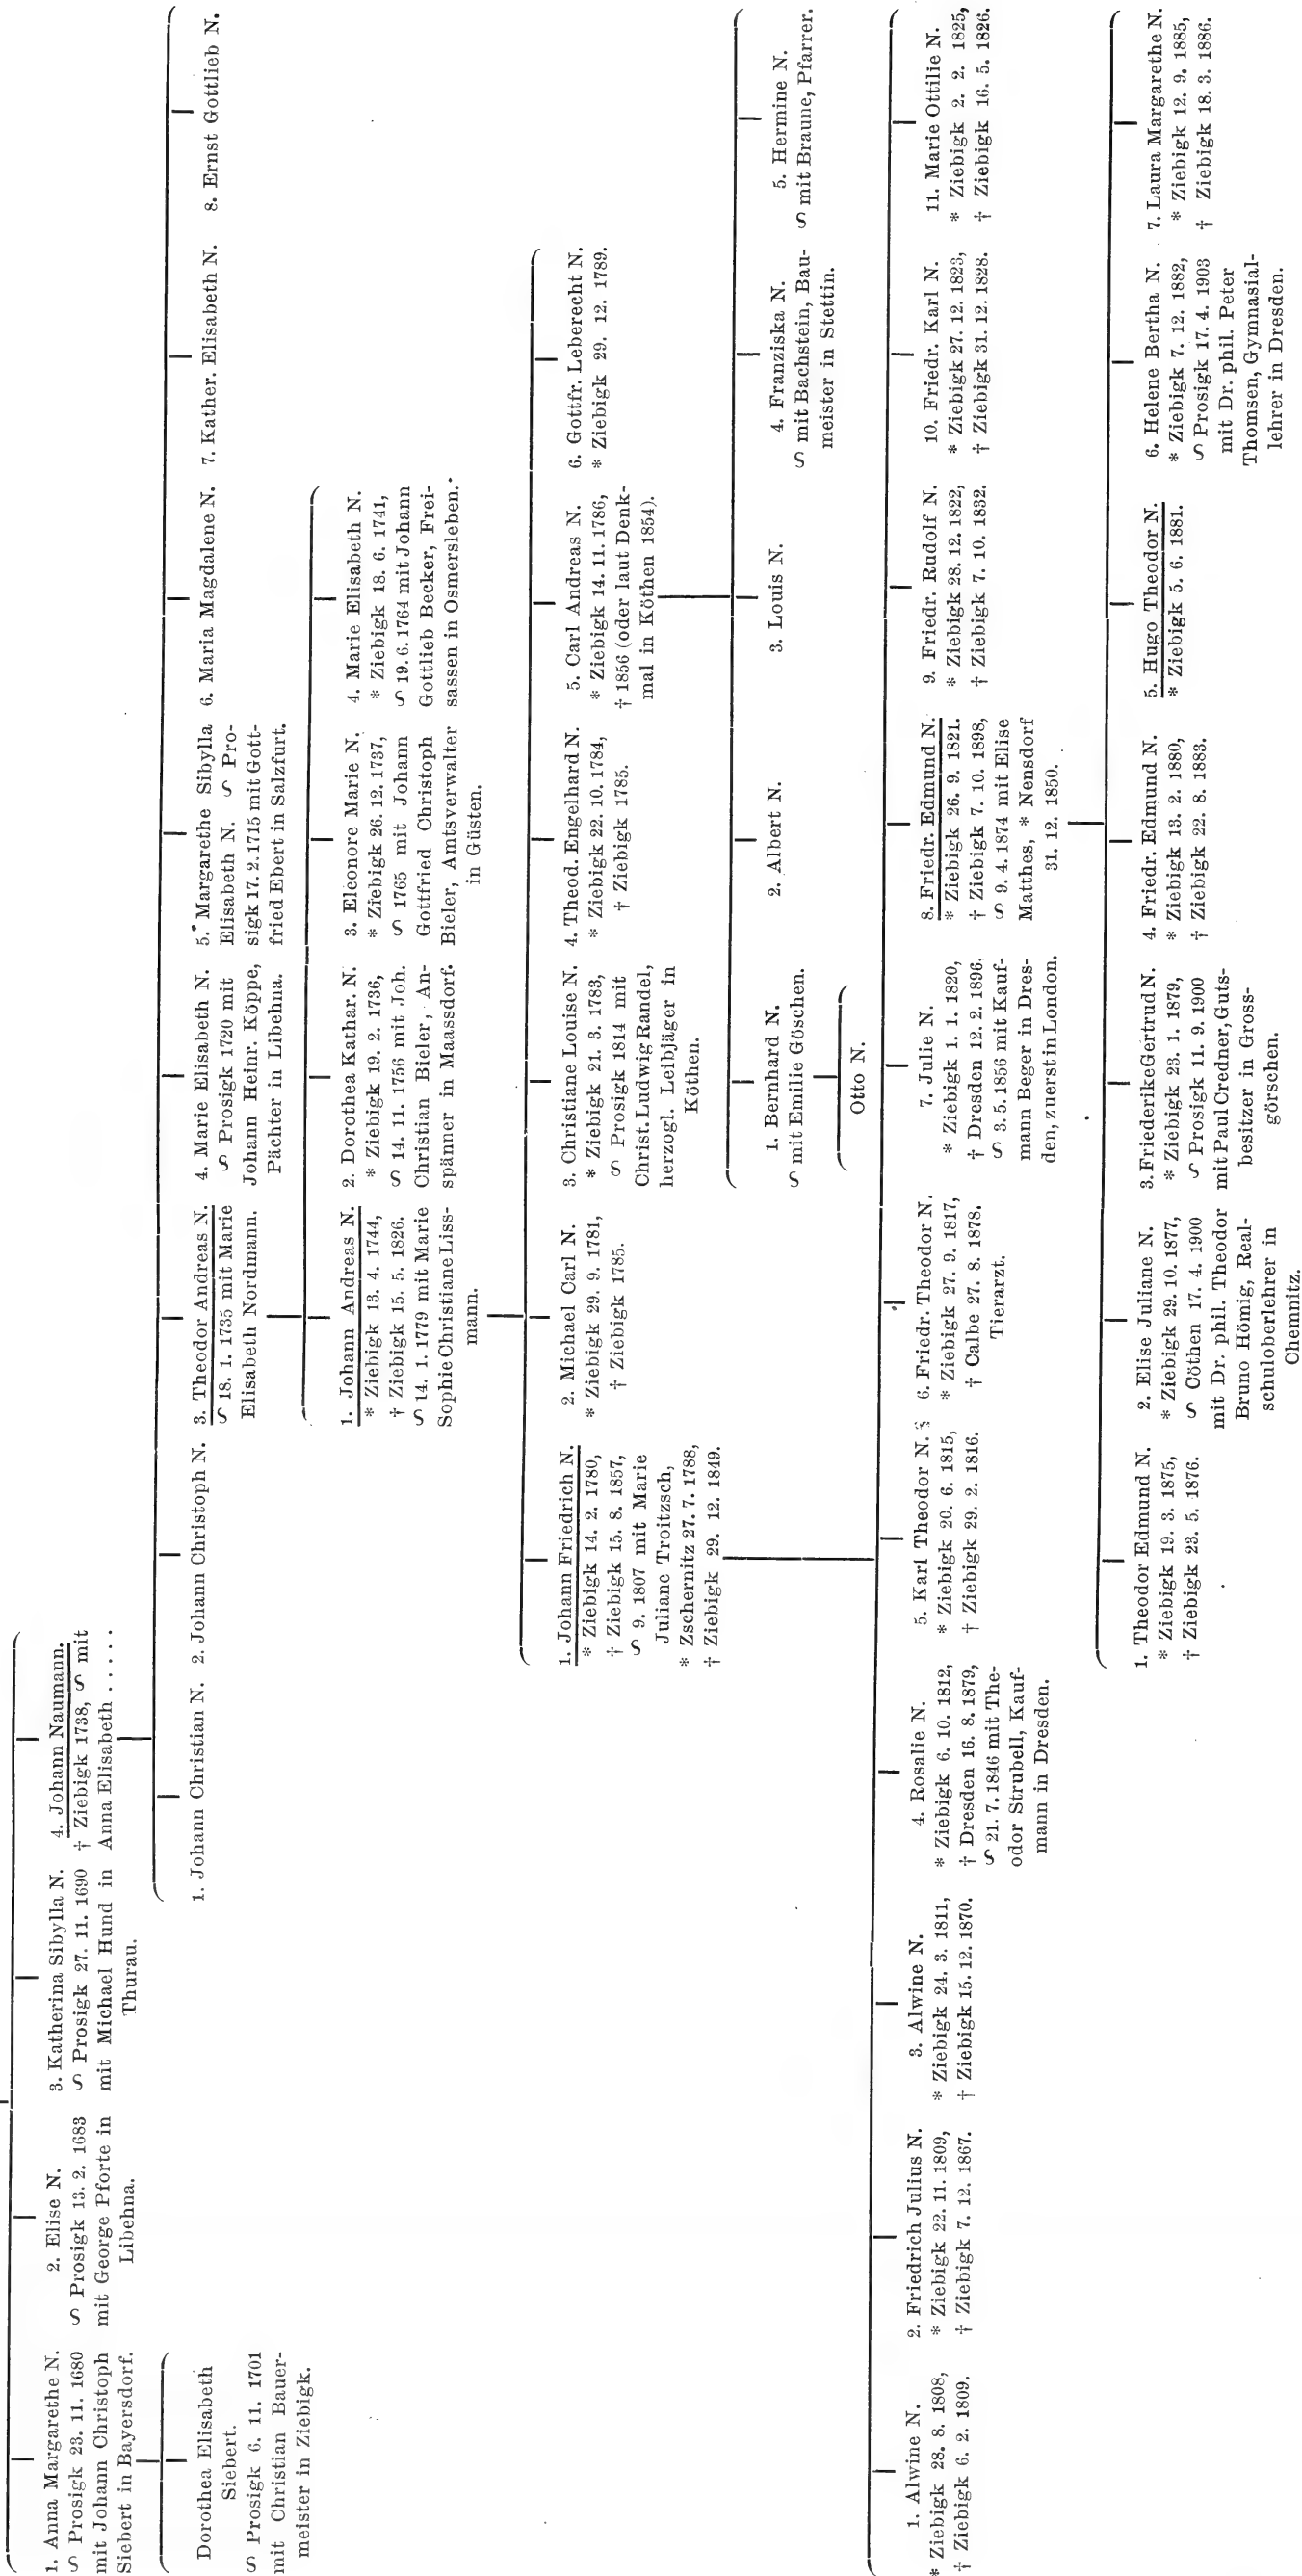 1. Anna Margarethe N.
ᔕ Prosigk 23. 11. 1680
mit Johann Christoph
Siebert in Bayersdorf.
Dorothea Elisabeth
Siebert.
ᔕ Prosigk 6. 11. 1701
mit Christian Bauer-
meister in Ziebigk.
2. Elise N.
ᔕ Prosigk 13. 2. 1683
mit George Pforte in
Libehna.
3. Katherina Sibylla N.
ᔕ Prosigk 27. 11. 1690
mit Michael Hund in
Thurau.
4. Johann Naumann.
† Ziebigk 1738, ᔕ mit
Anna Elisabeth . . . .
1. Johann Christian N.
2. Johann Christoph N.
3. Theodor Andreas N.
ᔕ 18. 1. 1735 mit Marie
Elisabeth Nordmann.
4. Marie Elisabeth N.
ᔕ Prosigk 1720 mit
Johann Heinr. Köppe,
Pächter in Libehna.
5. Margarethe Sibylla
Elisabeth N. ᔕ Pro-
sigk 17. 2. 1715 mit Gott-
fried Ebert in Salzfurt.
6. Maria Magdalene N.
7. Kather. Elisabeth N.
8. Ernst Gottlieb N.
1. Johann Andreas N.
* Ziebigk 13. 4. 1744,
† Ziebigk 15. 5. 1826.
ᔕ 14. 1. 1779 mit Marie
Sophie Christiane Liss-
mann.
2. Dorothea Kathar. N.
* Ziebigk 19. 2. 1736,
ᔕ 14. 11. 1756 mit Joh.
Christian Bieler, An-
spänner in Maassdorf.
3. Eleonore Marie N.
* Ziebigk 26. 12. 1737,
ᔕ 1765 mit Johann
Gottfried Christoph
Bieler, Amtsverwalter
in Güsten.
4. Marie Elisabeth N.
* Ziebigk 18. 6. 1741,
ᔕ 19. 6. 1764 mit Johann
Gottlieb Becker, Frei-
sassen in Osmersleben.
1. Johann Friedrich N.
* Ziebigk 14. 2. 1780,
† Ziebigk 15. 8. 1857,
ᔕ 9. 1807 mit Marie
Juliane Troitzsch,
* Zschernitz 27. 7. 1788,
† Ziebigk 29. 12. 1849.
2. Michael Carl N.
* Ziebigk 29. 9. 1781,
† Ziebigk 1785.
3. Christiane Louise N.
* Ziebigk 21. 3. 1783,
ᔕ Prosigk 1814 mit
Christ. Ludwig Randel,
herzogl. Leibjäger in
Köthen.
4. Theod. Engelhard N.
* Ziebigk 22. 10. 1784,
† Ziebigk 1785.
5. Carl Andreas N.
* Ziebigk 14. 11. 1786,
† 1856 (oder laut Denk-
mal in Köthen 1854).
6. Gottfr. Leberecht N.
* Ziebigk 29. 12. 1789.
1. Bernhard N.
ᔕ mit Emilie Göschen.
Otto N.
2. Albert N.
3. Louis N.
4. Franziska N.
ᔕ mit Bachstein, Bau-
meister in Stettin.
5. Hermine N.
ᔕ mit Braune, Pfarrer.
1. Alwine N.
* Ziebigk 28. 8. 1808,
† Ziebigk 6. 2. 1809.
2. Friedrich Julius N.
* Ziebigk 22. 11. 1809,
† Ziebigk 7. 12. 1867.
3. Alwine N.
* Ziebigk 24. 3. 1811,
† Ziebigk 15. 12. 1870.
4. Rosalie N.
* Ziebigk 6. 10. 1812,
† Dresden 16. 8. 1879,
ᔕ 21. 7. 1846 mit The-
odor Strubell, Kauf-
mann in Dresden.
5. Karl Theodor N.
* Ziebigk 20. 6. 1815,
† Ziebigk 29. 2. 1816.
6. Friedr. Theodor N.
* Ziebigk 27. 9. 1817,
† Calbe 27. 8. 1878.
Tierarzt.
7. Julie N.
* Ziebigk 1. 1. 1820,
† Dresden 12. 2. 1896.
ᔕ 3. 5. 1856 mit Kauf-
mann Beger in Dres-
den, zuerst in London.
8. Friedr. Edmund N.
* Ziebigk 26. 9. 1821.
† Ziebigk 7. 10. 1898,
ᔕ 9. 4. 1874 mit Elise
Matthes, * Nensdorf
31. 12. 1850.
9. Friedr. Rudolf N.
* Ziebigk 28. 12. 1822,
† Ziebigk 7. 10. 1832.
10. Friedr. Karl N.
* Ziebigk 27. 12. 1823,
† Ziebigk 31. 12. 1828.
11. Marie Ottilie N.
* Ziebigk 2. 2. 1825,
† Ziebigk 16. 5. 1826.
1. Theodor Edmund N.
* Ziebigk 19. 3. 1875,
† Ziebigk 23. 5. 1876.
2. Elise Juliane N.
* Ziebigk 29. 10. 1877,
ᔕ Cöthen 17. 4. 1900
mit Dr. phil. Theodor
Bruno Hömig, Real-
schuloberlehrer in
Chemnitz.
3. Friederike Gertrud N.
* Ziebigk 23. 1. 1879,
ᔕ Prosigk 11. 9. 1900
mit Paul Credner, Guts-
besitzer in Gross-
görschen.
4. Friedr. Edmund N.
* Ziebigk 13. 2. 1880,
† Ziebigk 22. 8. 1883.
5. Hugo Theodor N.
* Ziebigk 5. 6. 1881.
6. Helene Bertha N.
* Ziebigk 7. 12. 1882,
ᔕ Prosigk 17. 4. 1903
mit Dr. phil. Peter
Thomsen, Gymnasial-
lehrer in Dresden.
7. Laura Margarethe N.
* Ziebigk 12. 9. 1885,
† Ziebigk 18. 3. 1886.